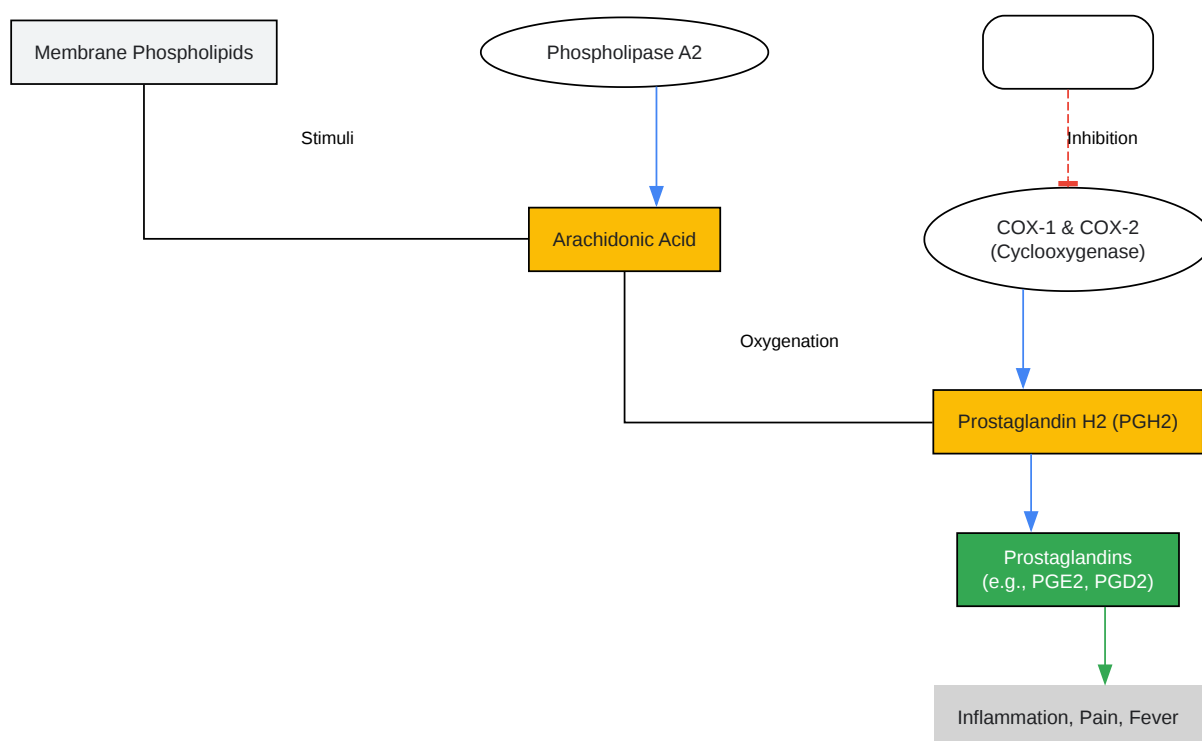 Membrane Phospholipids
Phospholipase A2
Stimuli
Inhibition
Arachidonic Acid
COX-1 & COX-2
(Cyclooxygenase)
Oxygenation
Prostaglandin H2 (PGH2)
Prostaglandins
(e.g., PGE2, PGD2)
Inflammation, Pain, Fever